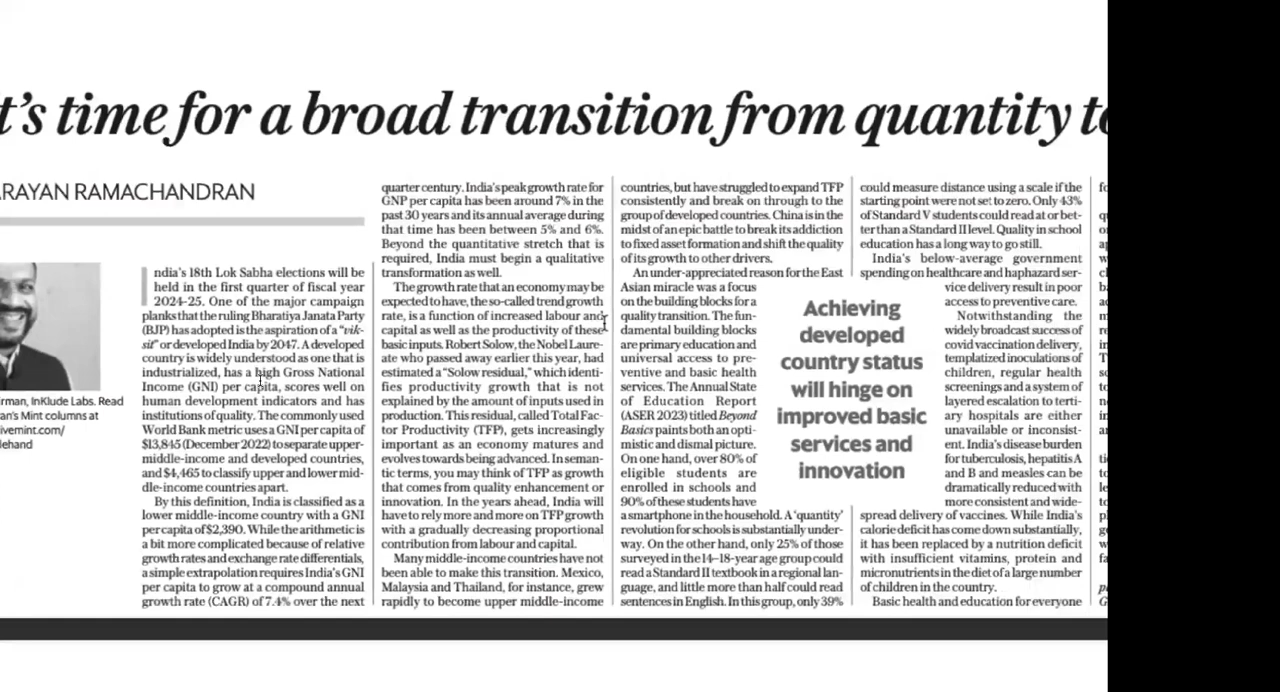 t's time for a broad transition from quantity to
RAYAN RAMACHANDRAN
rman, InKlude Labs. Read
an's Mint columns at
ivemint.com/
lehand
ndia's 18th Lok Sabha elections will be
held in the first quarter of fiscal year
2024-25. One of the major campaign
planks that the ruling Bharatiya Janata Party
(BJP) has adopted is the aspiration of a “vik-
sit” or developed India by 2047. A developed
country is widely understood as one that is
industrialized, has a high Gross National
Income (GNI) per capita, scores well on
human development indicators and has
institutions of quality. The commonly used
World Bank metric uses a GNI per capita of
$13,845 (December 2022) to separate upper-
middle-income and developed countries,
and $4,465 to classify upper and lower mid-
dle-income countries apart.
By this definition, India is classified as a
lower middle-income country with a GNI
per capita of $2,390. While the arithmetic is
a bit more complicated because of relative
growth rates and exchange rate differentials,
a simple extrapolation requires India's GNI
per capita to grow at a compound annual
growth rate (CAGR) of 7.4% over the next
quarter century. India's peak growth rate for
GNP per capita has been around 7% in the
past 30 years and its annual average during
that time has been between 5% and 6%.
Beyond the quantitative stretch that is
required, India must begin a qualitative
transformation as well.
The growth rate that an economy may be
expected to have, the so-called trend growth
rate, is a function of increased labour and
capital as well as the productivity of these
basic inputs. Robert Solow, the Nobel Laure-
ate who passed away earlier this year, had
estimated a “Solow residual,” which identi-
fies productivity growth that is not
explained by the amount of inputs used in
production. This residual, called Total Fac-
tor Productivity (TFP), gets increasingly
important as an economy matures and
evolves towards being advanced. In seman-
tic terms, you may think of TFP as growth
that comes from quality enhancement or
innovation. In the years ahead, India will
have to rely more and more on TFP growth
with a gradually decreasing proportional
contribution from labour and capital.
Many middle-income countries have not
been able to make this transition. Mexico,
Malaysia and Thailand, for instance, grew
rapidly to become upper middle-income
countries, but have struggled to expand TFP
consistently and break on through to the
group of developed countries. China is in the
midst of an epic battle to break its addiction
to fixed asset formation and shift the quality
of its growth to other drivers.
An under-appreciated reason for the East
Asian miracle was a focus
on the building blocks for a
quality transition. The fun-
damental building blocks
are primary education and
universal access to pre-
ventive and basic health
services. The Annual State
of Education Report
(ASER 2023) titled Beyond
Basics paints both an opti-
mistic and dismal picture.
On one hand, over 80% of
eligible students are
enrolled in schools and
90% of these students have
a smartphone in the household. A ‘quantity’
revolution for schools is substantially under-
way. On the other hand, only 25% of those
surveyed in the 14–18-year age group could
read a Standard II textbook in a regional lan-
guage, and little more than half could read
sentences in English. In this group, only 39%
Achieving
developed
country status
will hinge on
improved basic
services and
innovation
could measure distance using a scale if the
starting point were not set to zero. Only 43%
of Standard V students could read at or bet-
ter than a Standard II level. Quality in school
education has a long way to go still.
India's below-average government
spending on healthcare and haphazard ser-
vice delivery result in poor
access to preventive care.
Notwithstanding the
widely broadcast success of
covid vaccination delivery,
templatized inoculations of
children, regular health
screenings and a system of
layered escalation to terti-
ary hospitals are either
unavailable or inconsist-
ent. India's disease burden
for tuberculosis, hepatitis A
and B and measles can be
dramatically reduced with
more consistent and wide-
spread delivery of vaccines. While India's
calorie deficit has come down substantially,
it has been replaced by a nutrition deficit
with insufficient vitamins, protein and
micronutrients in the diet of a large number
of children in the country.
Basic health and education for everyone